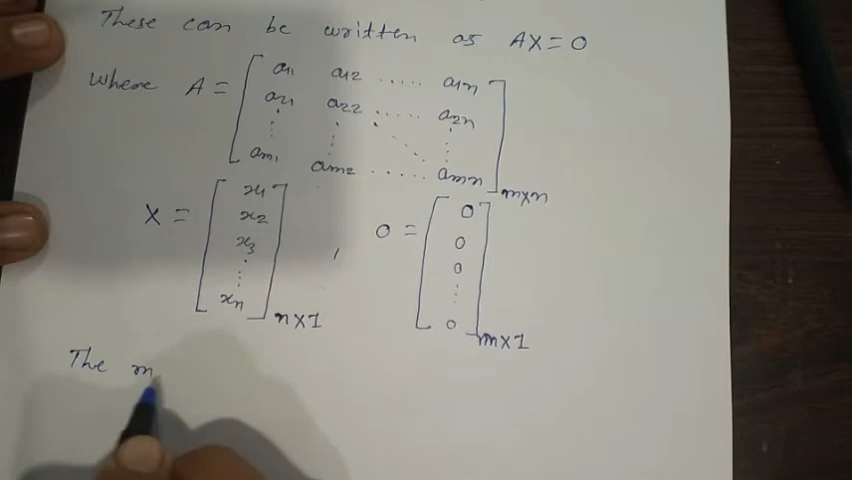 These can be written as AX=0
where A = [ a11 a12 ..... a1n
a21 a22 ..... a2n
am1 am2 ..... amn ] m×n
X = [ x1
x2
x3
xn ] n×1 , 0 = [ 0
0
0
0 ] m×1
The m